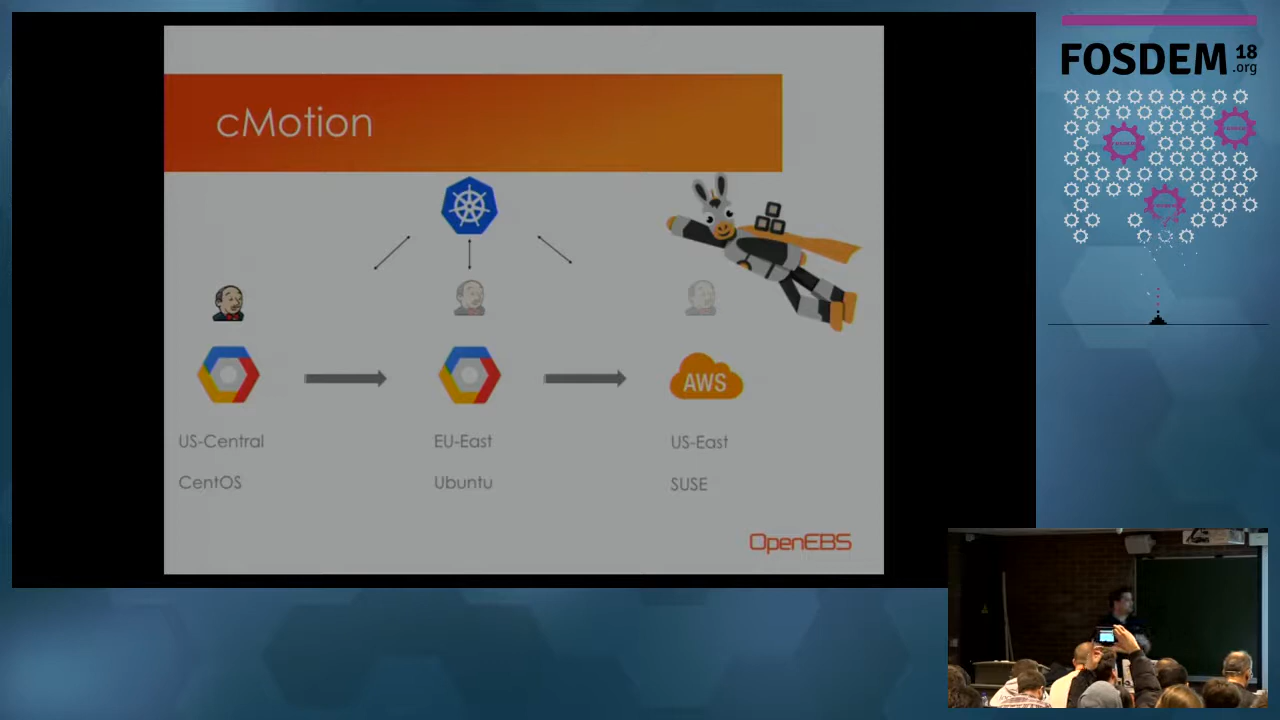 cMotion
AWS
US-Central
EU-East
US-East
CentOS
Ubuntu
SUSE
OpenEBS
FOSDEM 18
.org